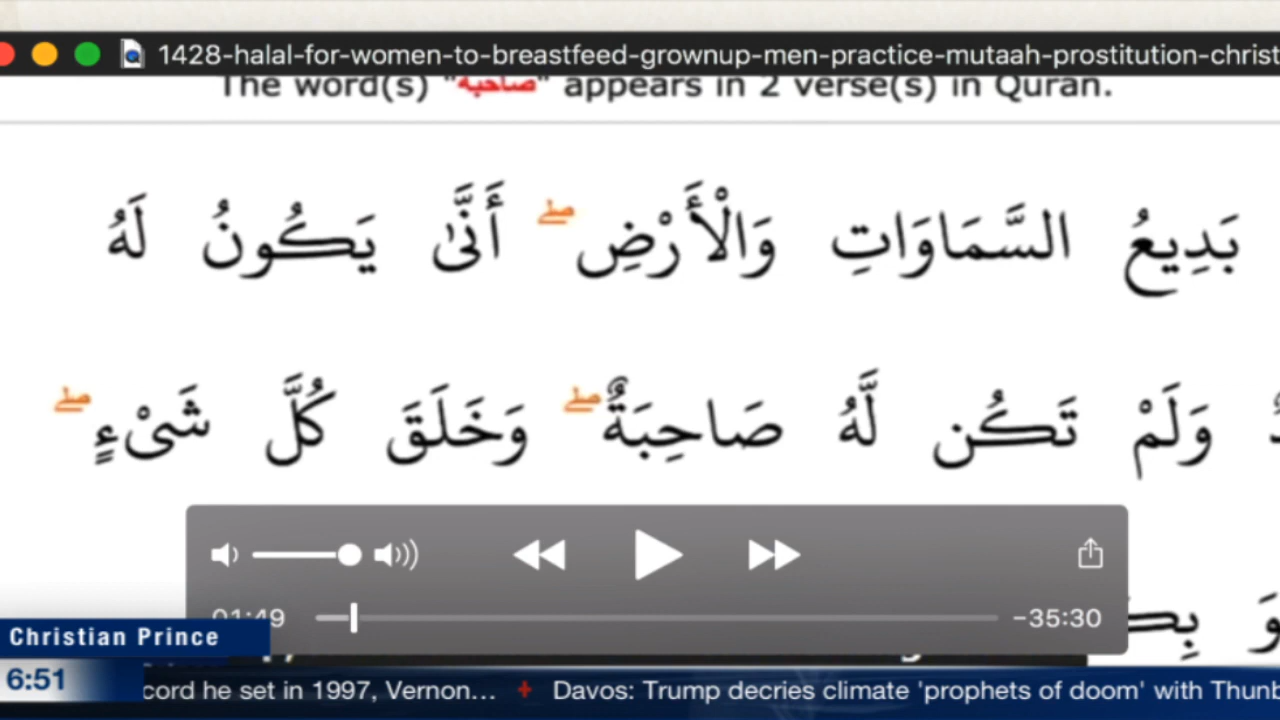 1428-halal-for-women-to-breastfeed-grownup-men-practice-mutaah-prostitution-christ
The word(s) "صاحبة" appears in 2 verse(s) in Quran.
بَدِيعُ السَّمَاوَاتِ وَالْأَرْضِ ۖ أَنَّىٰ يَكُونُ لَهُ
وَلَمْ تَكُن لَّهُ صَاحِبَةٌ ۖ وَخَلَقَ كُلَّ شَيْءٍ ۖ
01:49
-35:30
Christian Prince
6:51
cord he set in 1997, Vernon... Davos: Trump decries climate 'prophets of doom' with Thunb